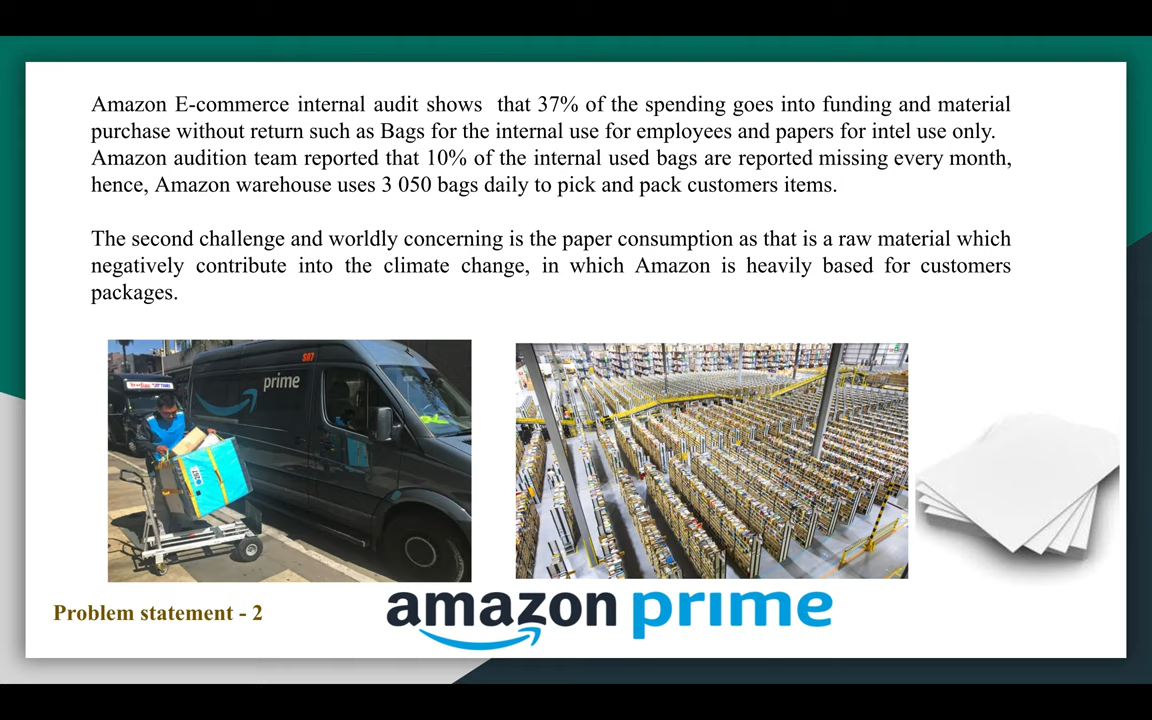 Amazon E-commerce internal audit shows that 37% of the spending goes into funding and material
purchase without return such as Bags for the internal use for employees and papers for intel use only.
Amazon audition team reported that 10% of the internal used bags are reported missing every month,
hence, Amazon warehouse uses 3 050 bags daily to pick and pack customers items.
The second challenge and worldly concerning is the paper consumption as that is a raw material which
negatively contribute into the climate change, in which Amazon is heavily based for customers
packages.
prime
Problem statement - 2
amazon prime